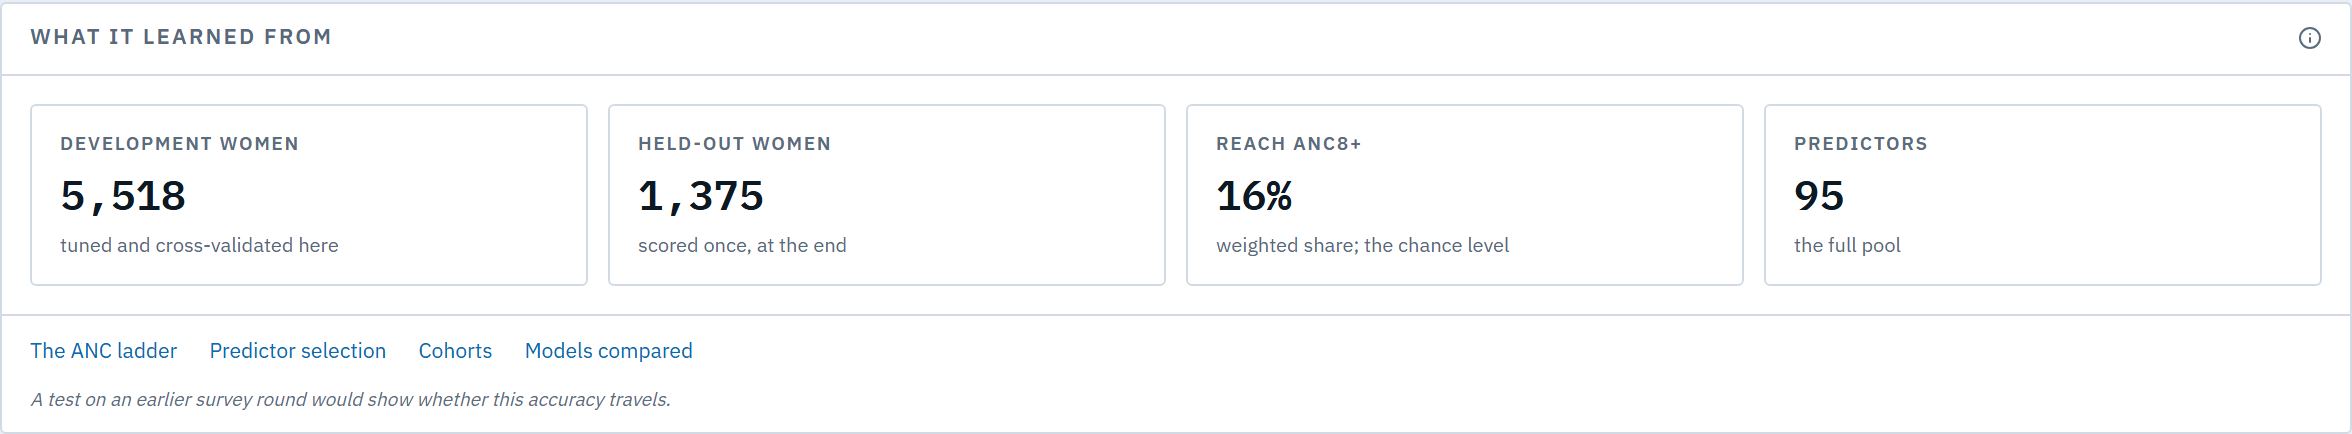 WHAT IT LEARNED FROM
DEVELOPMENT WOMEN
5,518
tuned and cross-validated here
HELD-OUT WOMEN
1,375
scored once, at the end
REACH ANC8+
16%
weighted share; the chance level
PREDICTORS
95
the full pool
The ANC ladder Predictor selection Cohorts Models compared
A test on an earlier survey round would show whether this accuracy travels.